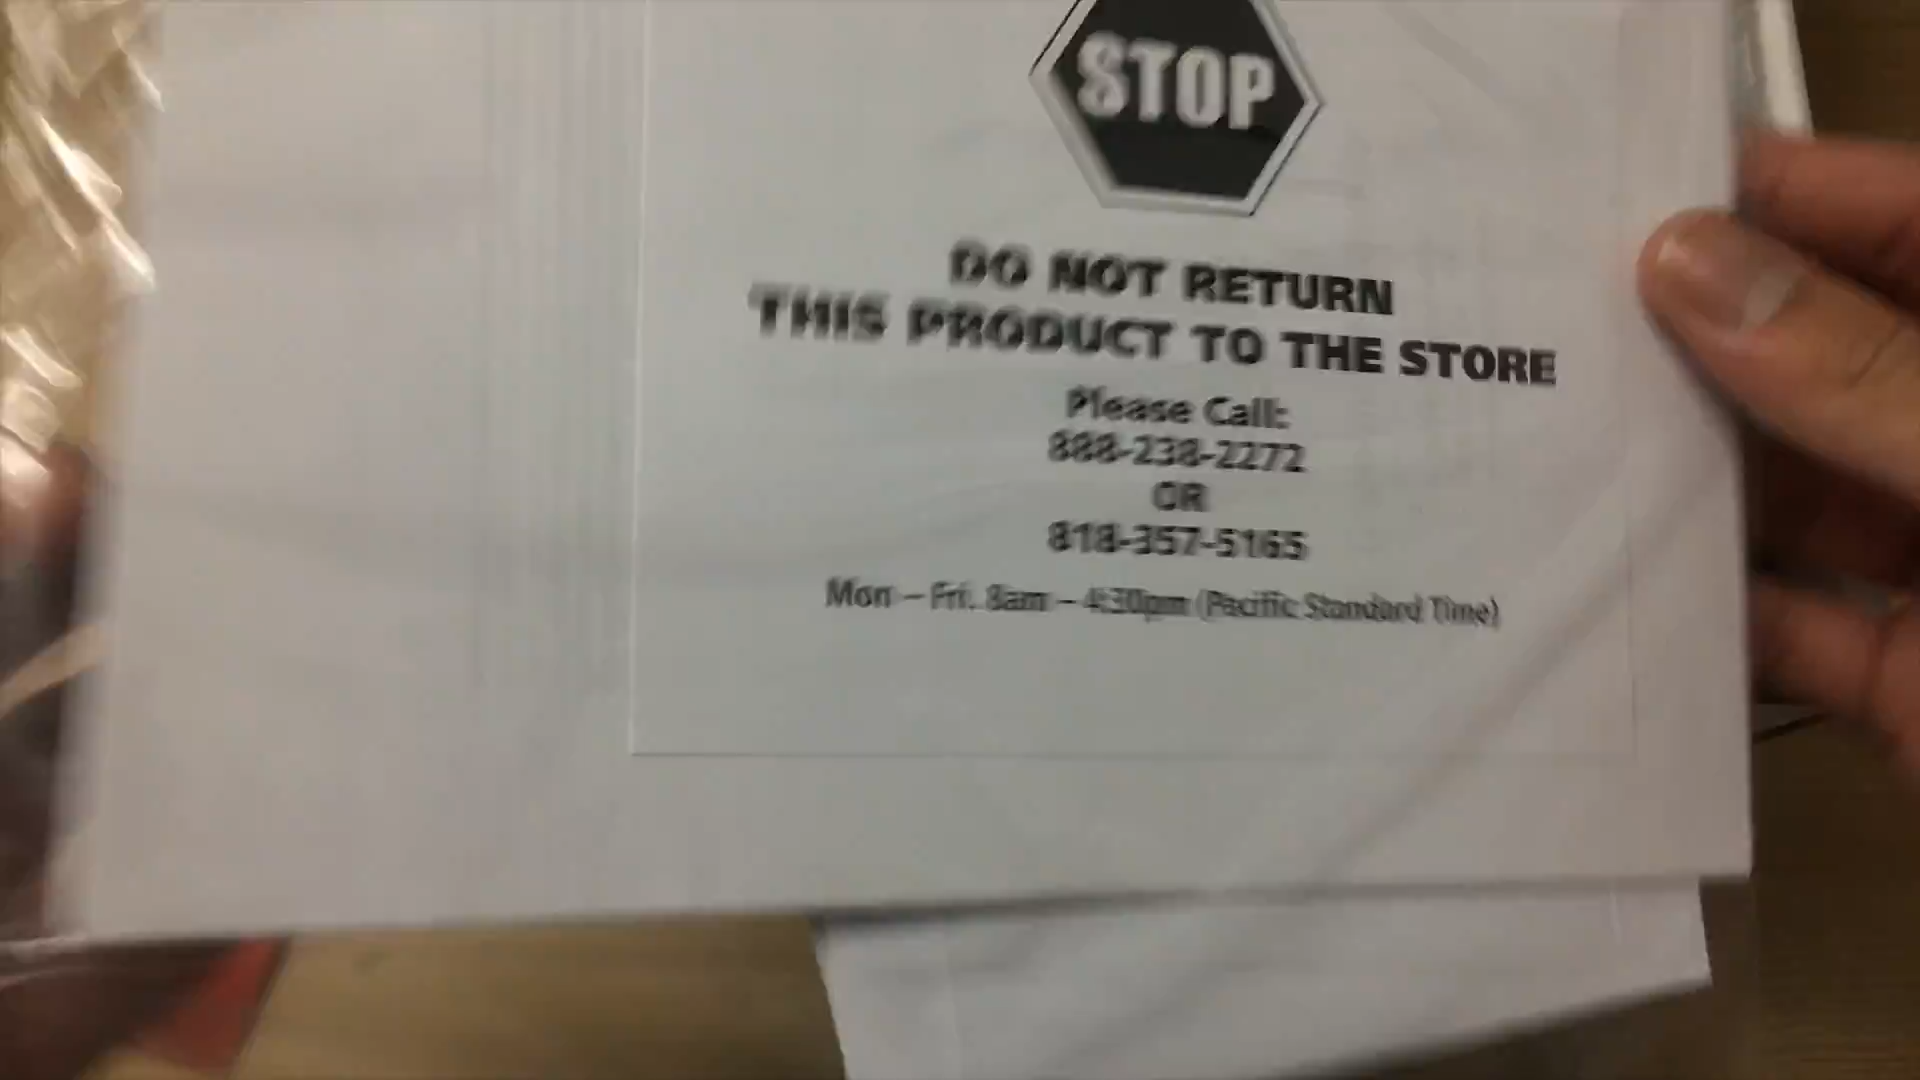 STOP
DO NOT RETURN
THIS PRODUCT TO THE STORE
Please Call:
888-238-2272
OR
818-357-5165
Mon – Fri. 8am – 4:30pm (Pacific Standard Time)